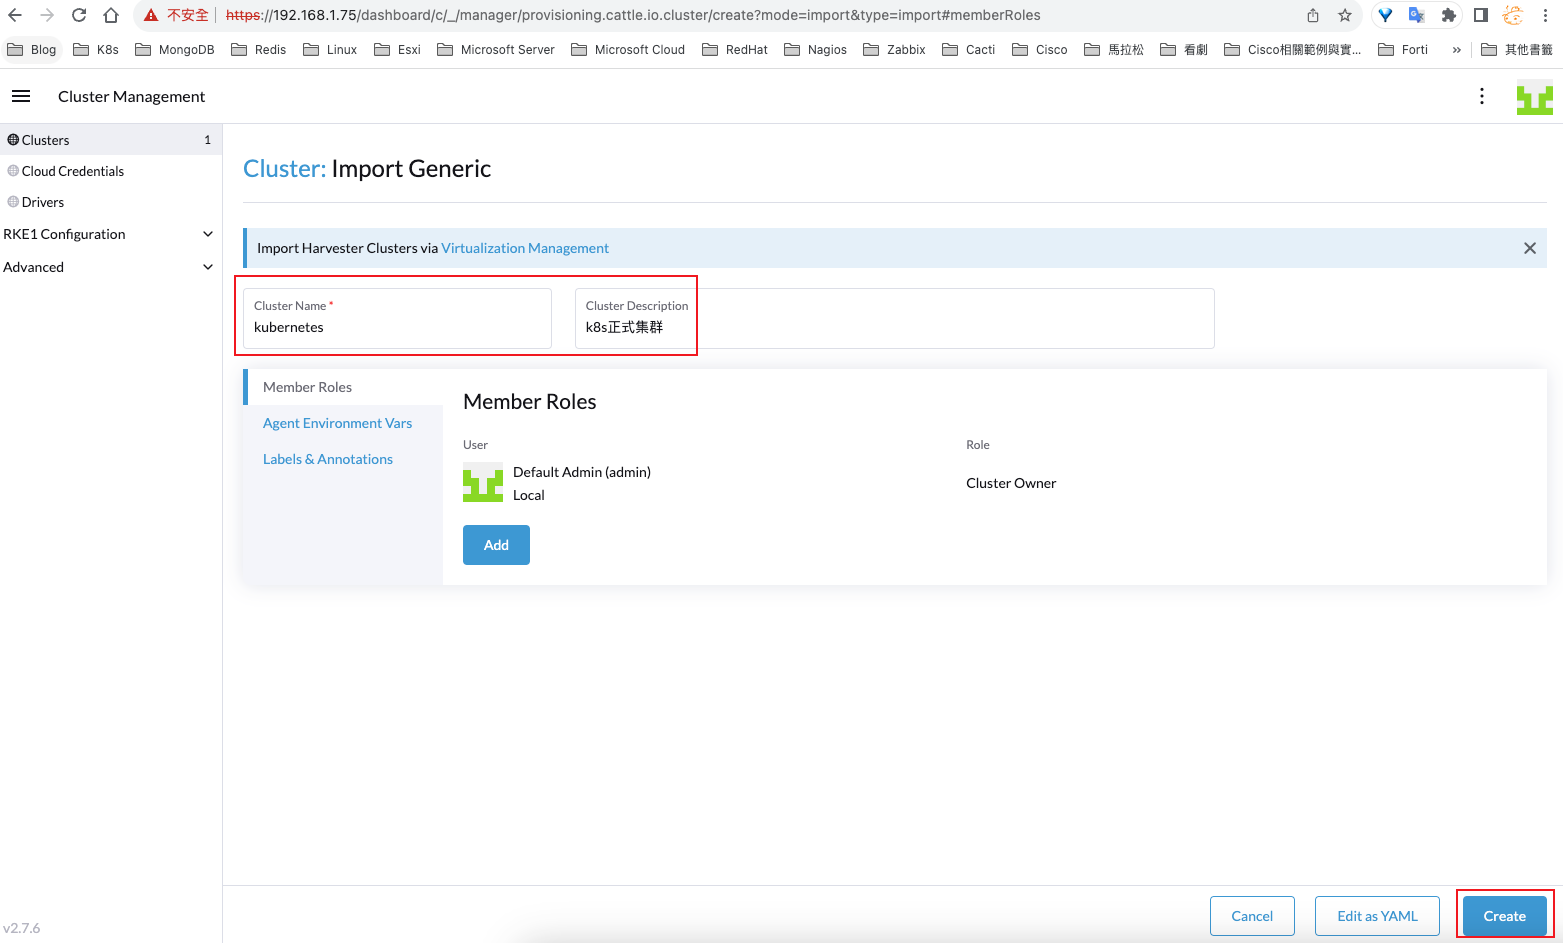 不安全 https://192.168.1.75/dashboard/c/_/manager/provisioning.cattle.io.cluster/create?mode=import&type=import#memberRoles
Blog K8s MongoDB Redis Linux Esxi Microsoft Server Microsoft Cloud RedHat Nagios Zabbix Cacti Cisco 馬拉松 看劇 Cisco相關範例與實... Forti » 其他書籤
Cluster Management
Clusters 1
Cloud Credentials
Drivers
RKE1 Configuration
Advanced
Cluster: Import Generic
Import Harvester Clusters via Virtualization Management
Cluster Name *
kubernetes
Cluster Description
k8s正式集群
Member Roles
Agent Environment Vars
Labels & Annotations
Member Roles
User Role
Default Admin (admin)
Local
Cluster Owner
Add
v2.7.6
Cancel Edit as YAML Create